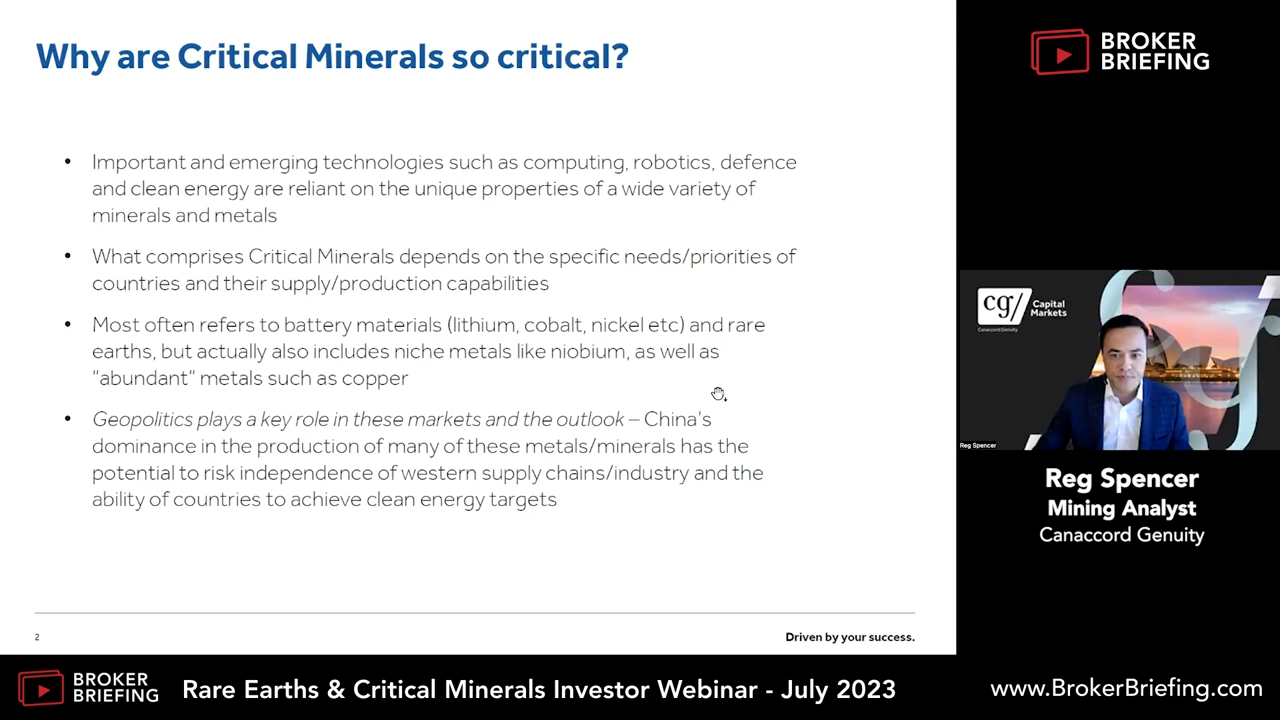 Why are Critical Minerals so critical?
• Important and emerging technologies such as computing, robotics, defence
and clean energy are reliant on the unique properties of a wide variety of
minerals and metals
• What comprises Critical Minerals depends on the specific needs/priorities of
countries and their supply/production capabilities
• Most often refers to battery materials (lithium, cobalt, nickel etc) and rare
earths, but actually also includes niche metals like niobium, as well as
“abundant” metals such as copper
• Geopolitics plays a key role in these markets and the outlook – China's
dominance in the production of many of these metals/minerals has the
potential to risk independence of western supply chains/industry and the
ability of countries to achieve clean energy targets
2
Driven by your success.
BROKER
BRIEFING
cg/
Capital
Markets
Canaccord Genuity
Reg Spencer
Reg Spencer
Mining Analyst
Canaccord Genuity
BROKER
BRIEFING
Rare Earths & Critical Minerals Investor Webinar - July 2023
www.BrokerBriefing.com